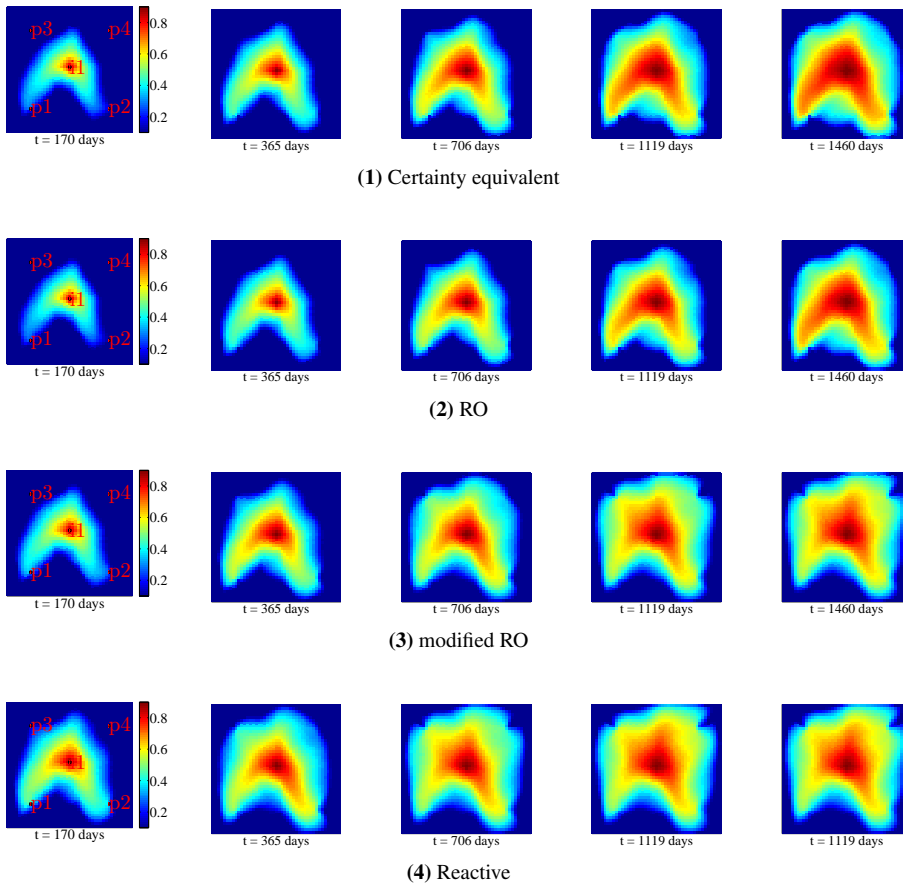 p3 p4
p1 p2
0.8
0.6
0.4
0.2
t = 170 days
t = 365 days
t = 706 days
t = 1119 days
t = 1460 days
(1) Certainty equivalent
p3 p4
p1 p2
0.8
0.6
0.4
0.2
t = 170 days
t = 365 days
t = 706 days
t = 1119 days
t = 1460 days
(2) RO
p3 p4
p1 p2
0.8
0.6
0.4
0.2
t = 170 days
t = 365 days
t = 706 days
t = 1119 days
t = 1460 days
(3) modified RO
p3 p4
p1 p2
0.8
0.6
0.4
0.2
t = 170 days
t = 365 days
t = 706 days
t = 1119 days
t = 1119 days
(4) Reactive